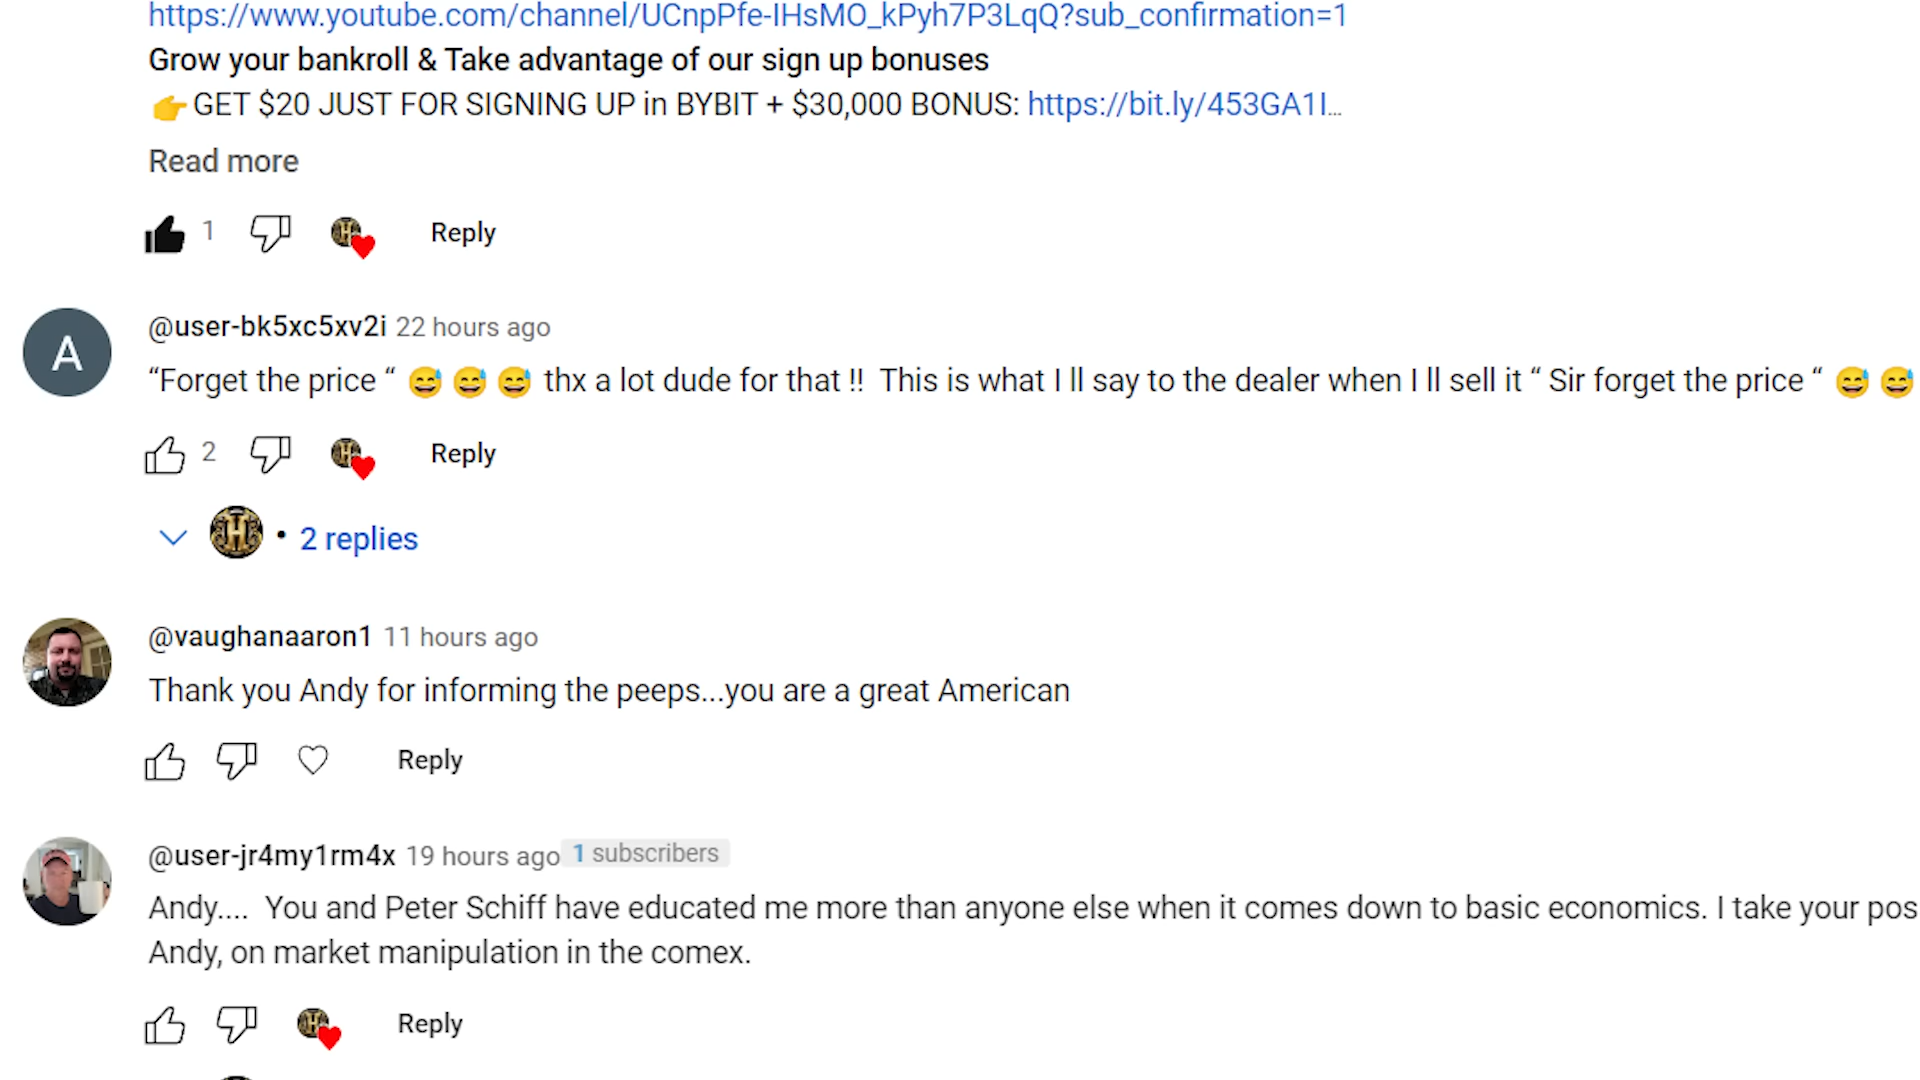 https://www.youtube.com/channel/UCnpPfe-IHsMO_kPyh7P3LqQ?sub_confirmation=1
Grow your bankroll & Take advantage of our sign up bonuses
👉GET $20 JUST FOR SIGNING UP in BYBIT + $30,000 BONUS: https://bit.ly/453GA1I...
Read more
1 Reply
A
@user-bk5xc5xv2i 22 hours ago
“Forget the price “ 😅 😅 😅 thx a lot dude for that !!  This is what I ll say to the dealer when I ll sell it “ Sir forget the price “ 😅 😅
2 Reply
H • 2 replies
@vaughanaaron1 11 hours ago
Thank you Andy for informing the peeps...you are a great American
Reply
@user-jr4my1rm4x 19 hours ago 1 subscribers
Andy....  You and Peter Schiff have educated me more than anyone else when it comes down to basic economics. I take your pos
Andy, on market manipulation in the comex.
Reply